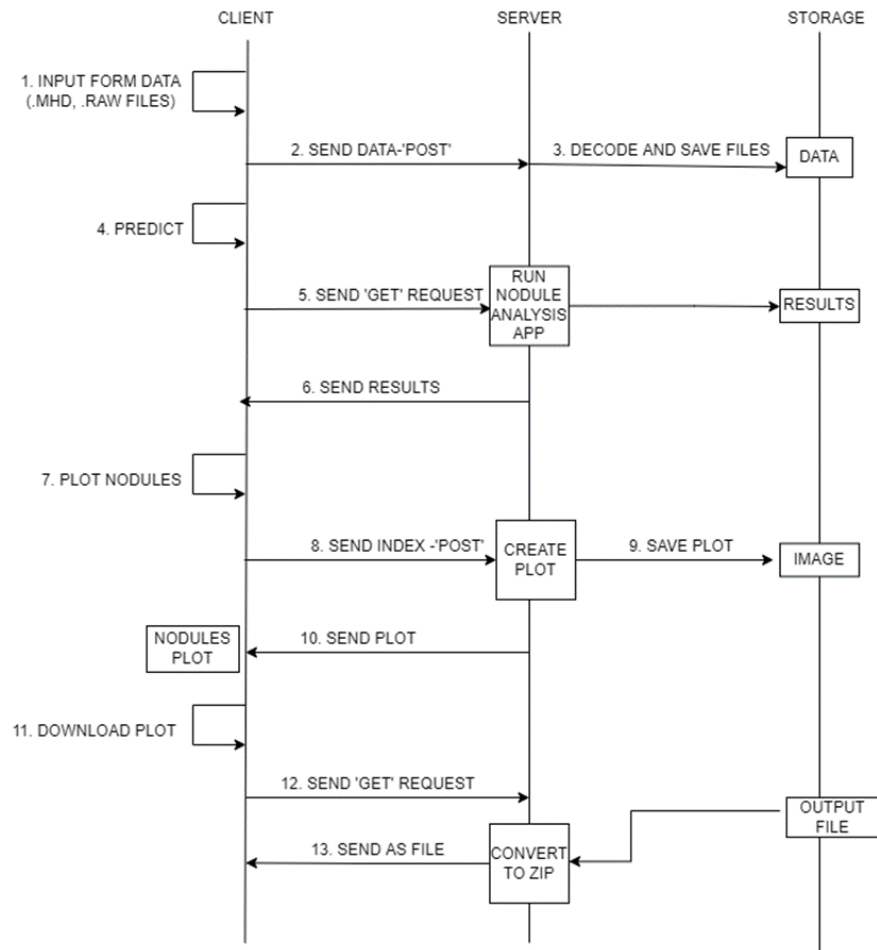 CLIENT
SERVER
STORAGE
1. INPUT FORM DATA
(.MHD, .RAW FILES)
2. SEND DATA-'POST'
3. DECODE AND SAVE FILES
DATA
4. PREDICT
5. SEND 'GET' REQUEST
RUN
NODULE
ANALYSIS
APP
RESULTS
6. SEND RESULTS
7. PLOT NODULES
8. SEND INDEX -'POST'
CREATE
PLOT
9. SAVE PLOT
IMAGE
NODULES
PLOT
10. SEND PLOT
11. DOWNLOAD PLOT
12. SEND 'GET' REQUEST
OUTPUT
FILE
13. SEND AS FILE
CONVERT
TO ZIP